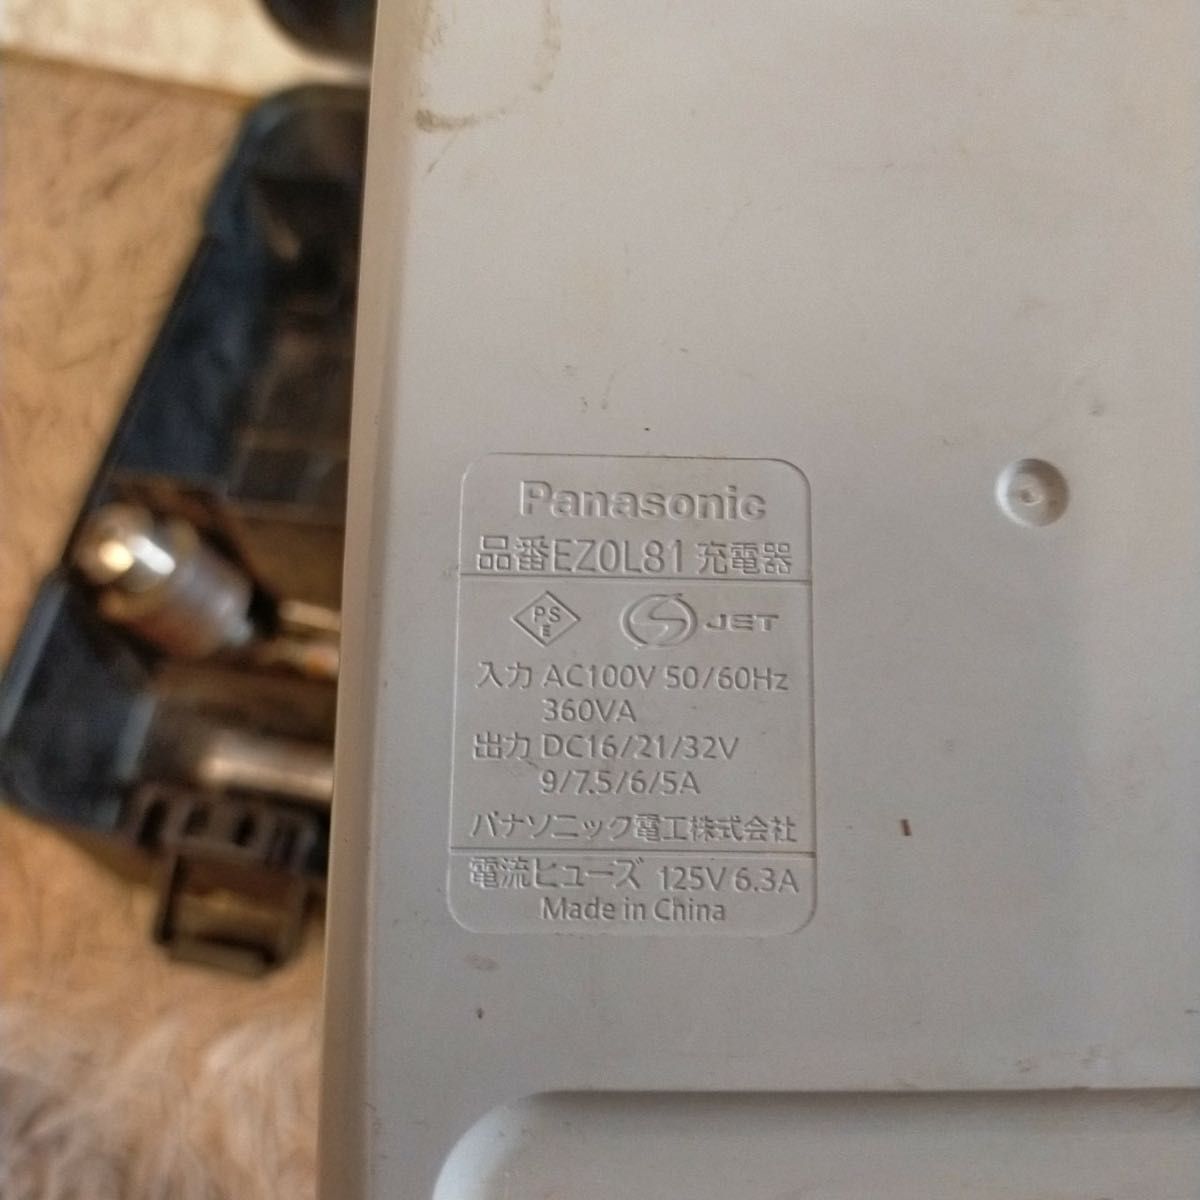 Panasonic
品番EZ0L81 充電器
PS
E
JET
入力 AC100V 50/60Hz
360VA
出力 DC16/21/32V
9/7.5/6/5A
パナソニック電工株式会社
電流ヒューズ 125V 6.3A
Made in China